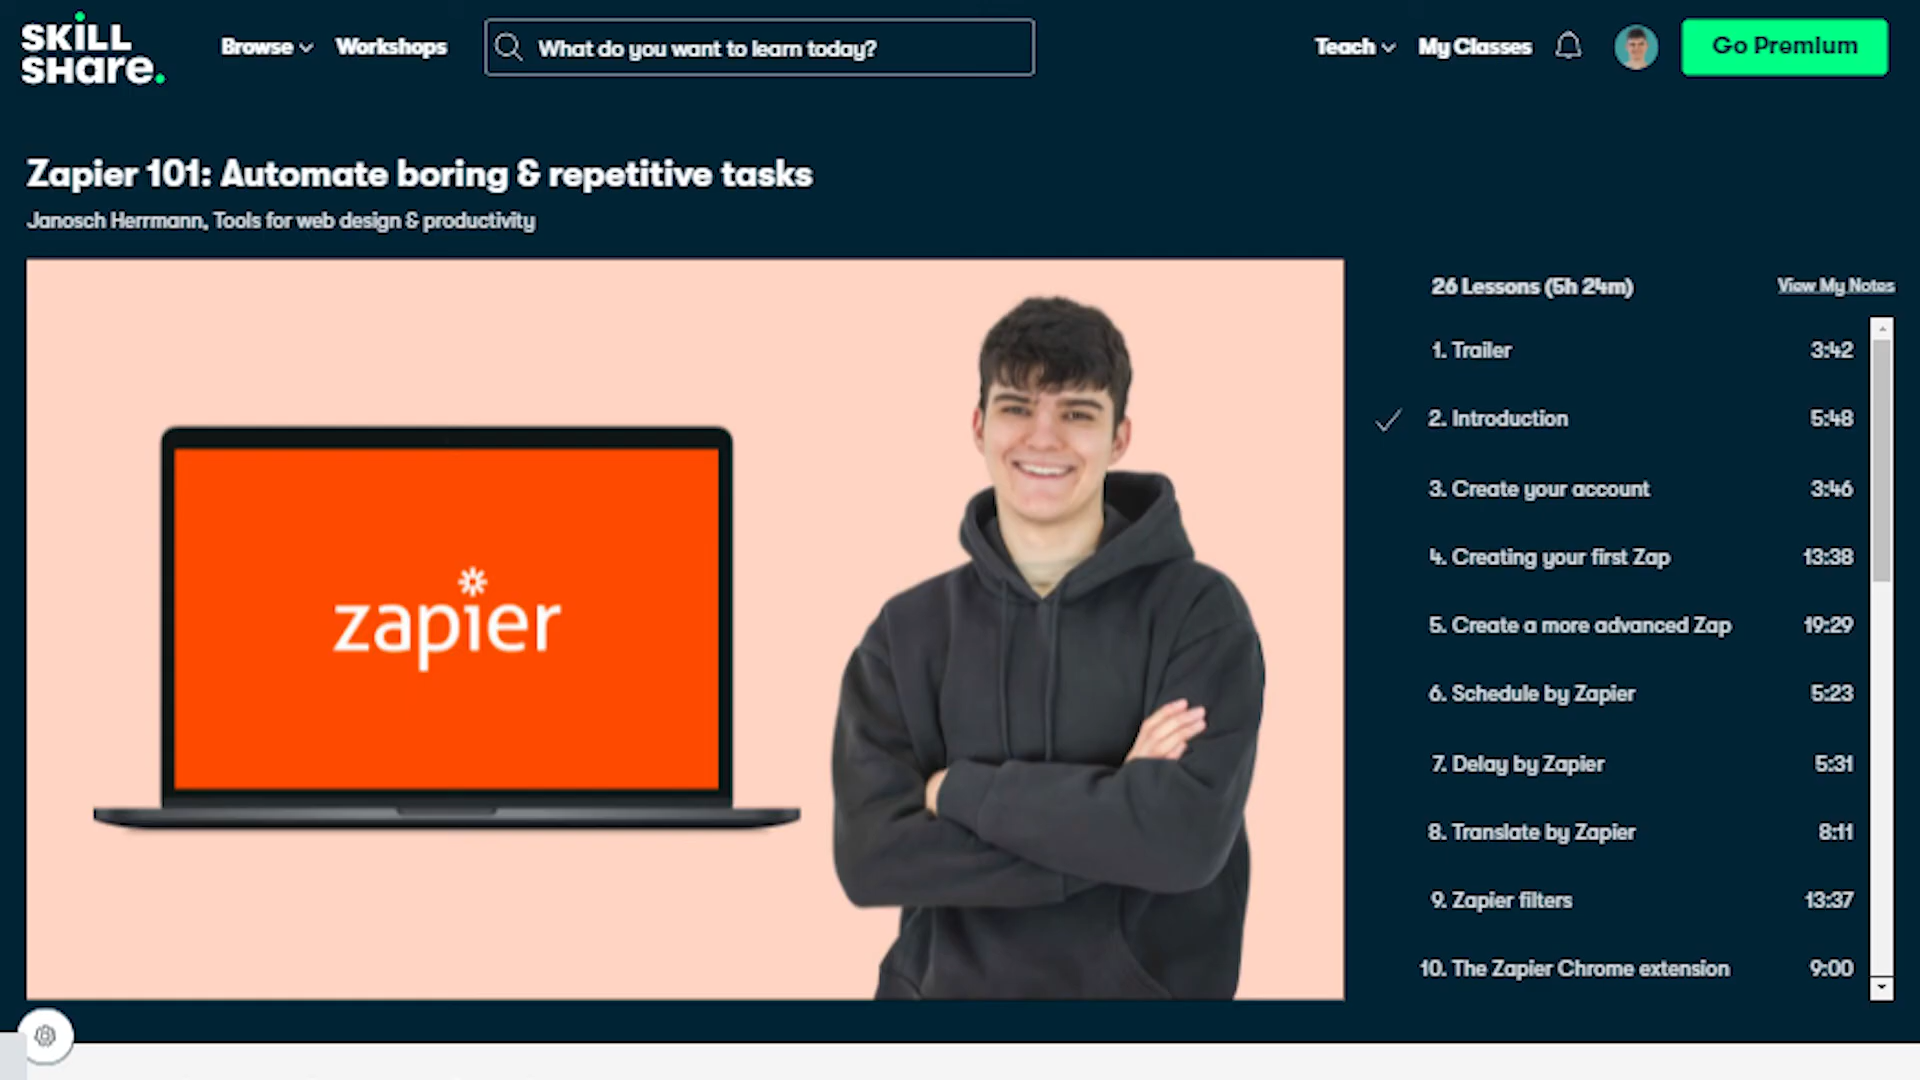 SKILL SHARE.
Browse
Workshops
What do you want to learn today?
Teach
My Classes
Go Premium
Zapier 101: Automate boring & repetitive tasks
Janosch Herrmann, Tools for web design & productivity
zapier
26 Lessons (5h 24m)
View My Notes
1. Trailer 3:42
2. Introduction 5:48
3. Create your account 3:46
4. Creating your first Zap 13:38
5. Create a more advanced Zap 19:29
6. Schedule by Zapier 5:23
7. Delay by Zapier 5:31
8. Translate by Zapier 8:11
9. Zapier filters 13:37
10. The Zapier Chrome extension 9:00